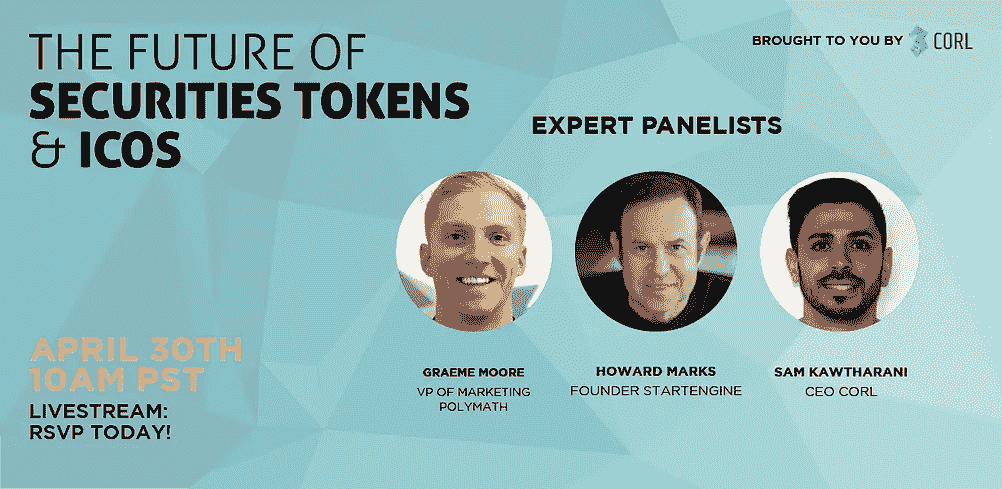 THE FUTURE OF
SECURITIES TOKENS
& ICOS
BROUGHT TO YOU BY CORL
EXPERT PANELISTS
GRAEME MOORE
VP OF MARKETING
POLYMATH
HOWARD MARKS
FOUNDER STARTENGINE
SAM KAWTHARANI
CEO CORL
APRIL 30TH
10AM PST
LIVESTREAM:
RSVP TODAY!